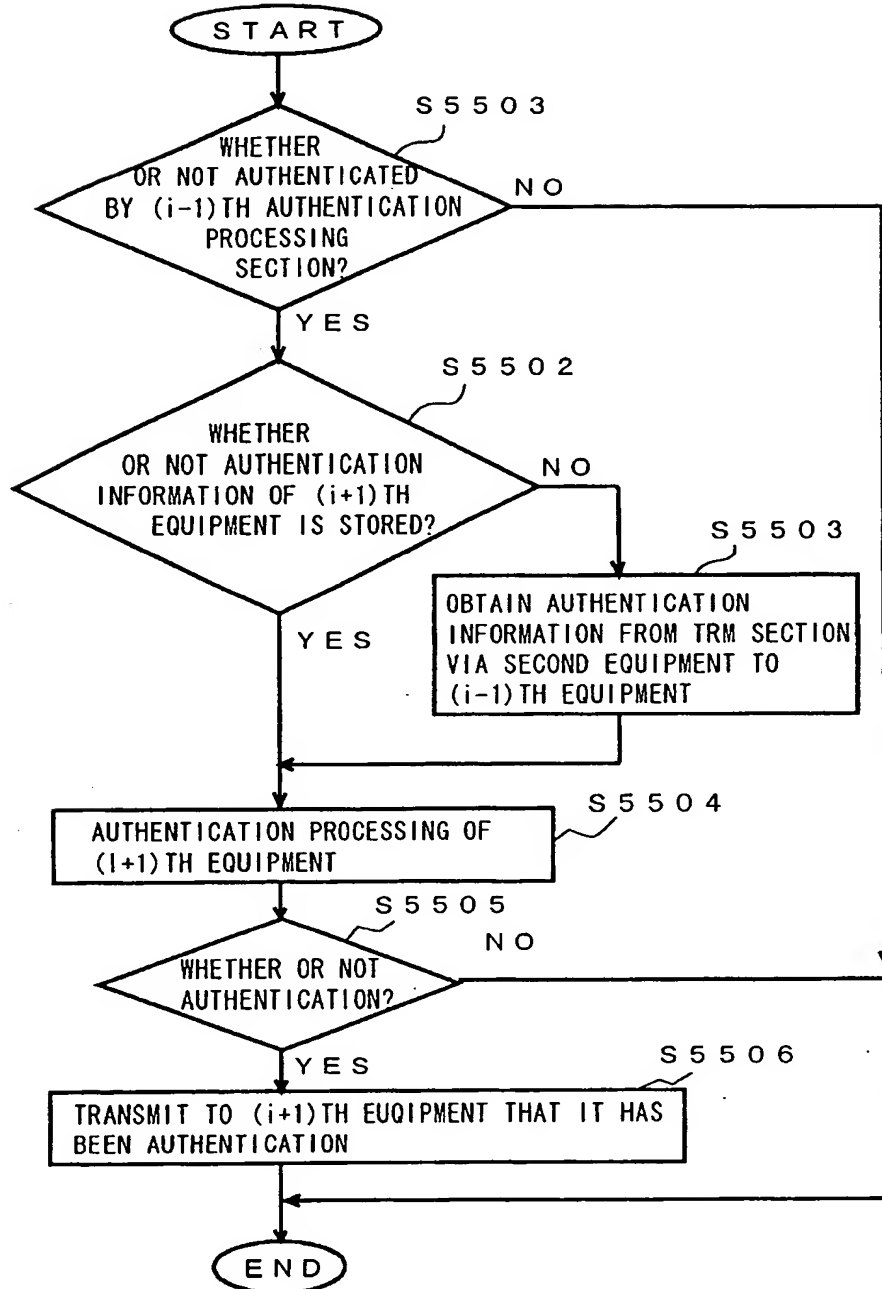 START
S5503
WHETHER
OR NOT AUTHENTICATED
BY (i-1)TH AUTHENTICATION
PROCESSING
SECTION?
NO
YES
S5502
WHETHER
OR NOT AUTHENTICATION
INFORMATION OF (i+1)TH
EQUIPMENT IS STORED?
NO
YES
S5503
OBTAIN AUTHENTICATION
INFORMATION FROM TRM SECTION
VIA SECOND EQUIPMENT TO
(i-1)TH EQUIPMENT
S5504
AUTHENTICATION PROCESSING OF
(I+1)TH EQUIPMENT
S5505
WHETHER OR NOT
AUTHENTICATION?
NO
YES
S5506
TRANSMIT TO (i+1)TH EUQIPMENT THAT IT HAS
BEEN AUTHENTICATION
END